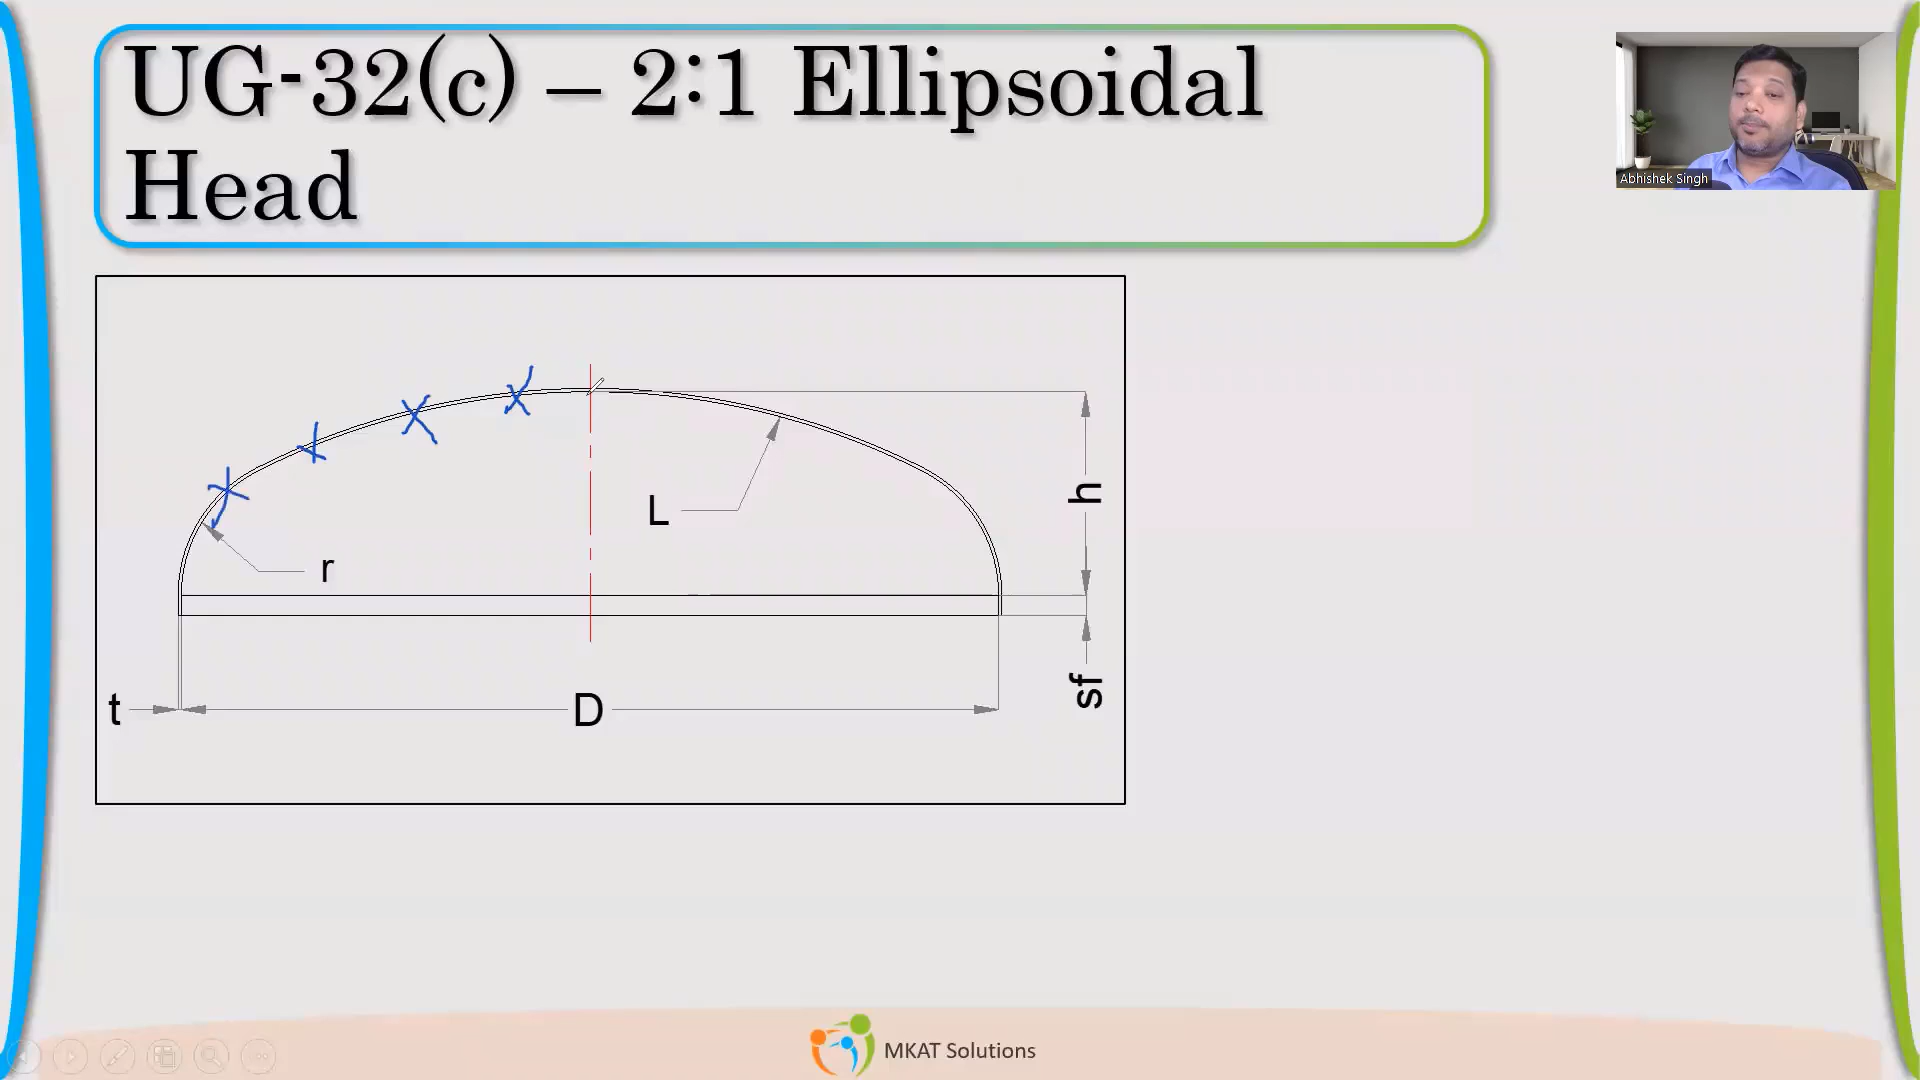 UG-32(c) – 2:1 Ellipsoidal
Head
Abhishek Singh
L
h
r
sf
t
D
MKAT Solutions